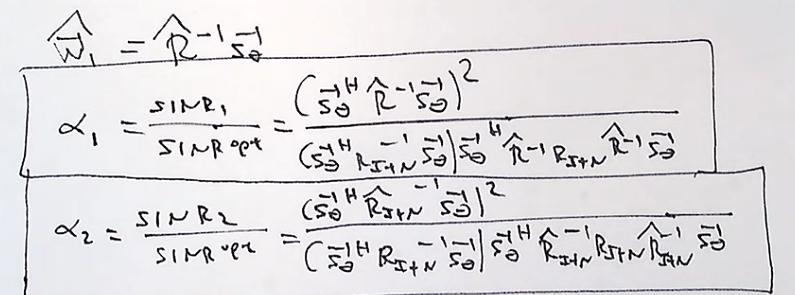 \hat{\vec{W}}_1 = \hat{R}^{-1} \vec{s}_\theta
α_1 = \frac{SINR_1}{SINR^{opt}} = \frac{(\vec{s}_\theta^H \hat{R}^{-1} \vec{s}_\theta)^2}{(\vec{s}_\theta^H R_{I+N}^{-1} \vec{s}_\theta) \vec{s}_\theta^H \hat{R}^{-1} R_{I+N} \hat{R}^{-1} \vec{s}_\theta}
α_2 = \frac{SINR_2}{SINR^{opt}} = \frac{(\vec{s}_\theta^H \hat{R}_{I+N}^{-1} \vec{s}_\theta)^2}{(\vec{s}_\theta^H R_{I+N}^{-1} \vec{s}_\theta) \vec{s}_\theta^H \hat{R}_{I+N}^{-1} R_{I+N} \hat{R}_{I+N}^{-1} \vec{s}_\theta}